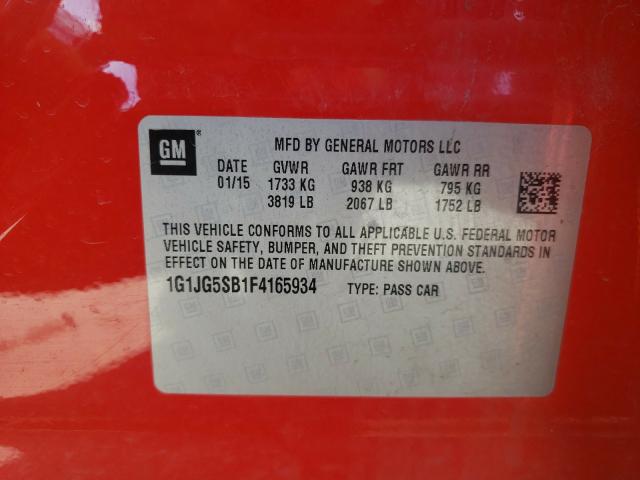 GM ®
MFD BY GENERAL MOTORS LLC
DATE GVWR GAWR FRT GAWR RR
01/15 1733 KG 938 KG 795 KG
3819 LB 2067 LB 1752 LB
THIS VEHICLE CONFORMS TO ALL APPLICABLE U.S. FEDERAL MOTOR
VEHICLE SAFETY, BUMPER, AND THEFT PREVENTION STANDARDS
IN EFFECT ON THE DATE OF MANUFACTURE SHOWN ABOVE.
1G1JG5SB1F4165934 TYPE: PASS CAR